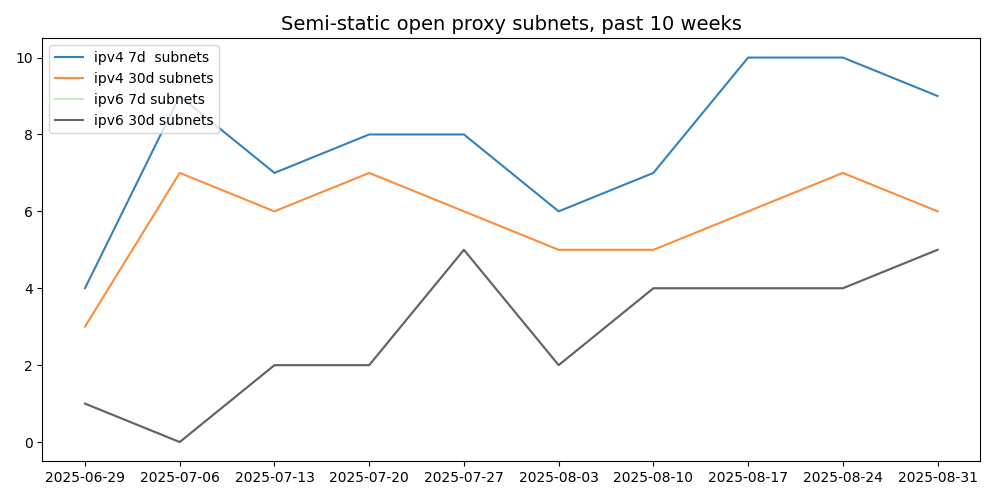 Semi-static open proxy subnets, past 10 weeks
ipv4 7d  subnets
ipv4 30d subnets
ipv6 7d subnets
ipv6 30d subnets
10
8
6
4
2
0
2025-06-29 2025-07-06 2025-07-13 2025-07-20 2025-07-27 2025-08-03 2025-08-10 2025-08-17 2025-08-24 2025-08-31